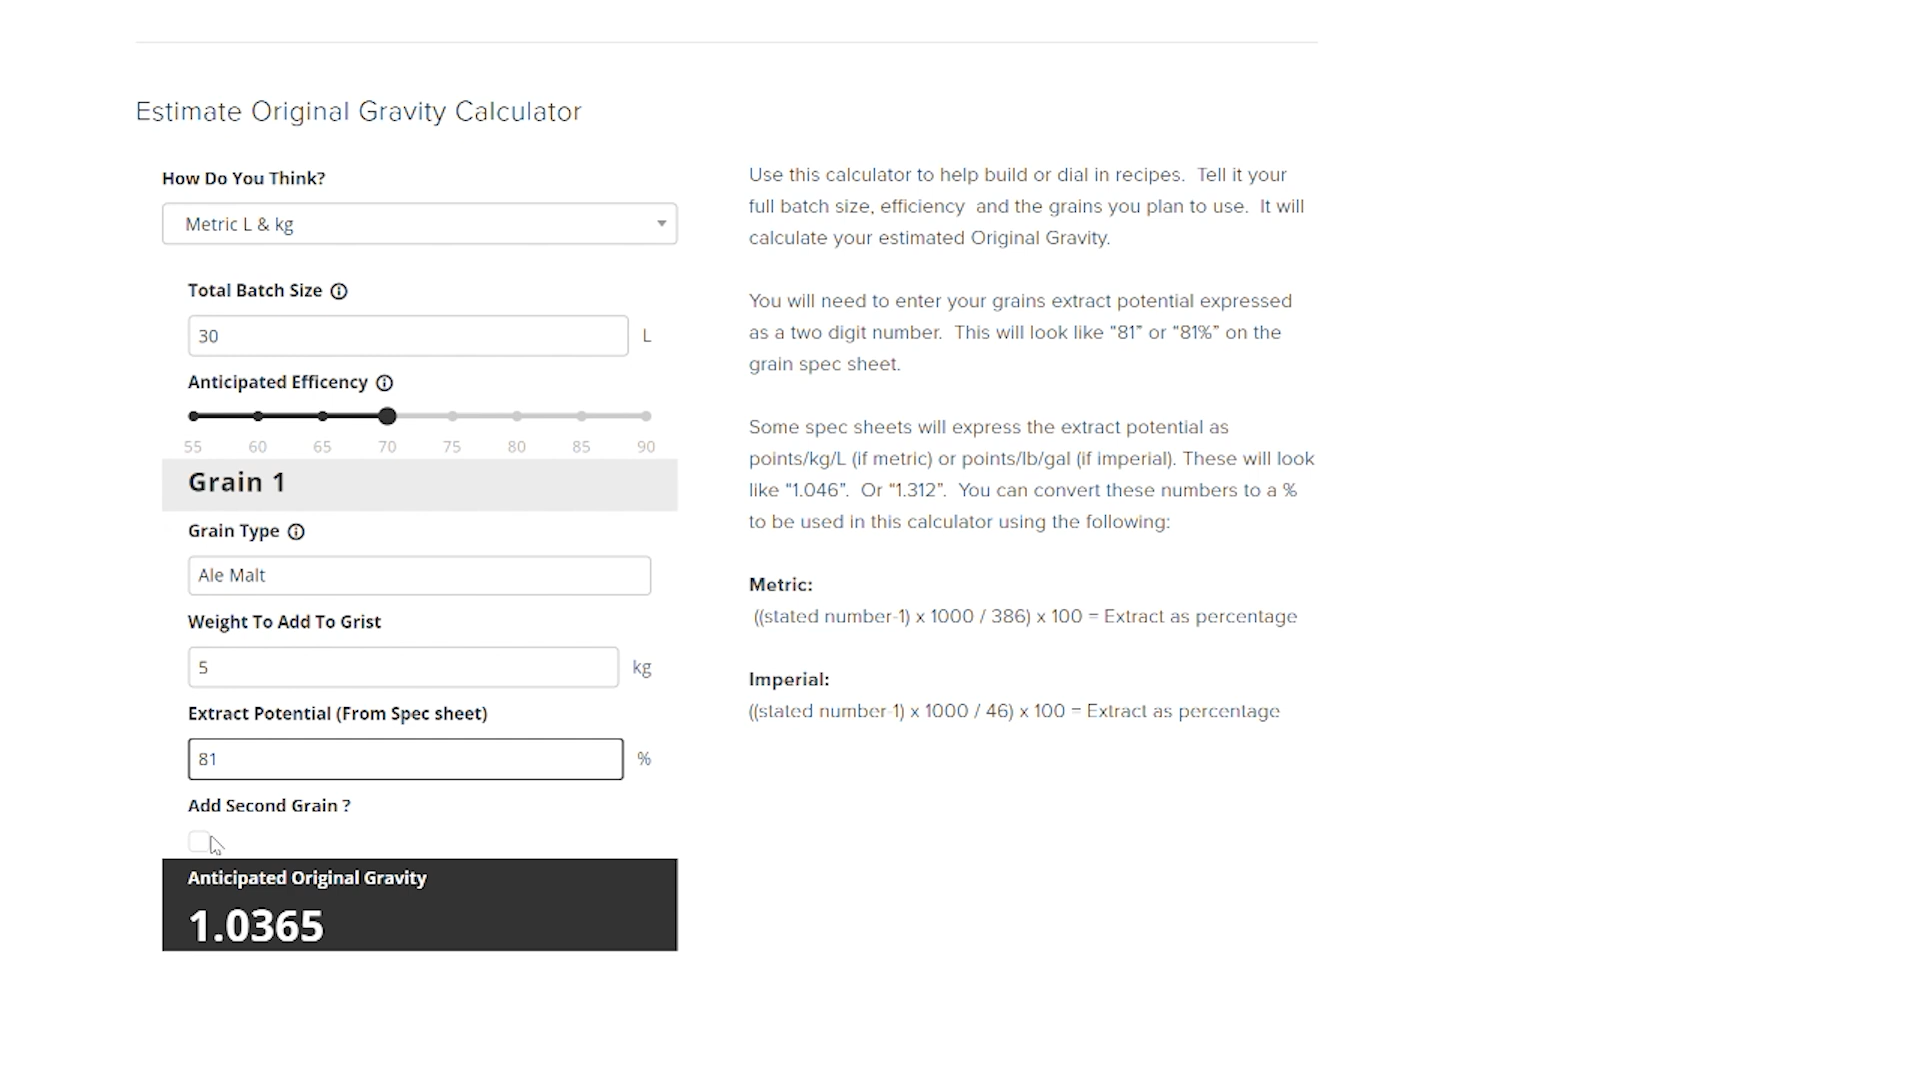 Estimate Original Gravity Calculator
How Do You Think?
Metric L & kg
Total Batch Size
30 L
Anticipated Efficency
55 60 65 70 75 80 85 90
Grain 1
Grain Type
Ale Malt
Weight To Add To Grist
5 kg
Extract Potential (From Spec sheet)
81 %
Add Second Grain ?
Anticipated Original Gravity
1.0365
Use this calculator to help build or dial in recipes. Tell it your
full batch size, efficiency and the grains you plan to use. It will
calculate your estimated Original Gravity.
You will need to enter your grains extract potential expressed
as a two digit number. This will look like “81” or “81%” on the
grain spec sheet.
Some spec sheets will express the extract potential as
points/kg/L (if metric) or points/lb/gal (if imperial). These will look
like “1.046”. Or “1.312”. You can convert these numbers to a %
to be used in this calculator using the following:
Metric:
((stated number-1) x 1000 / 386) x 100 = Extract as percentage
Imperial:
((stated number-1) x 1000 / 46) x 100 = Extract as percentage